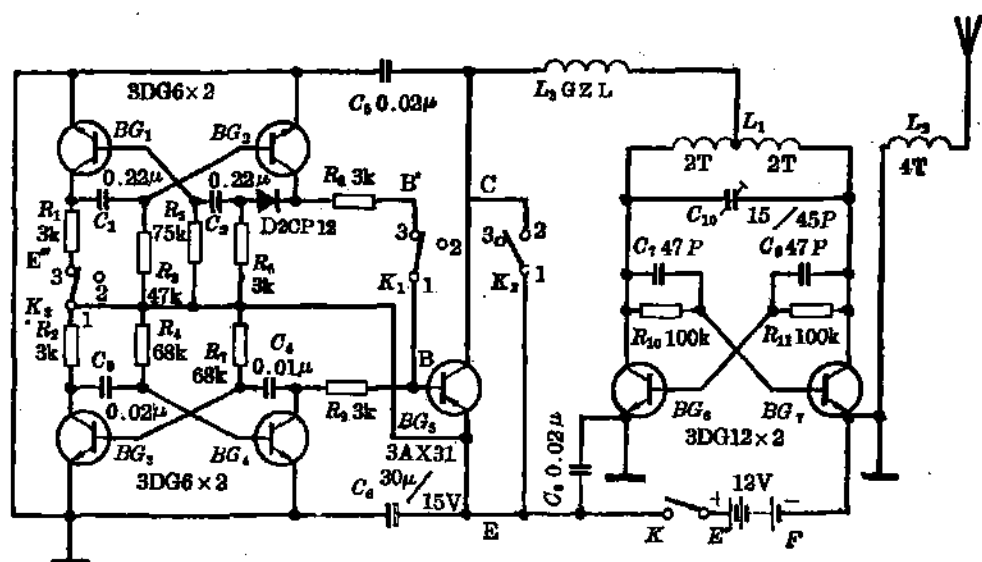 3DG6×2
C₅ 0.02μ
L₃ GZL
L₁
2T
2T
L₂
4T
BG₁
BG₂
0.22μ
0.22μ
R₈ 3k
B″
C
C₁
C₂
D2CP12
C₁₀
15/45P
R₁
3k
R₅
75k
R₃
47k
R₆
3k
3
2
K₁
1
3
2
K₂
1
C₇ 47P
C₈ 47P
E‴
3
2
K₃
1
R₂
3k
R₄
68k
R₇
68k
C₄
0.01μ
B
R₁₀ 100k
R₁₁ 100k
C₃
0.02μ
R₉ 3k
BG₅
3AX31
BG₆
BG₇
3DG12×2
BG₃
BG₄
3DG6×2
C₆
30μ/15V
C₉ 0.02μ
12V
E
K
E′
+
−
F